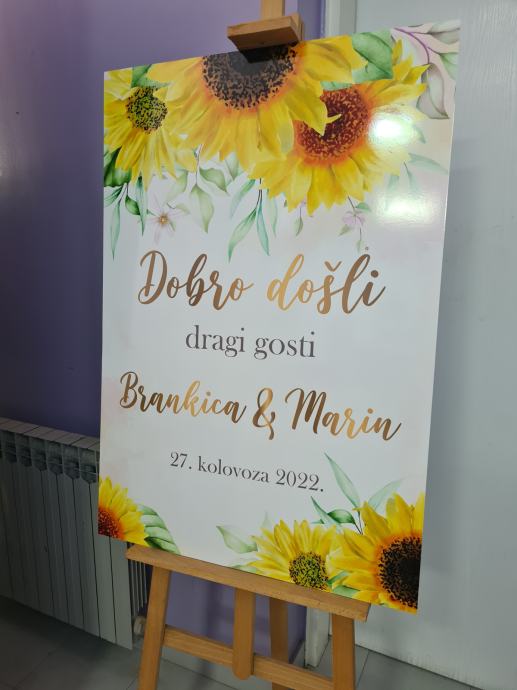 Dobro došli
dragi gosti
Brankica & Marin
27. kolovoza 2022.